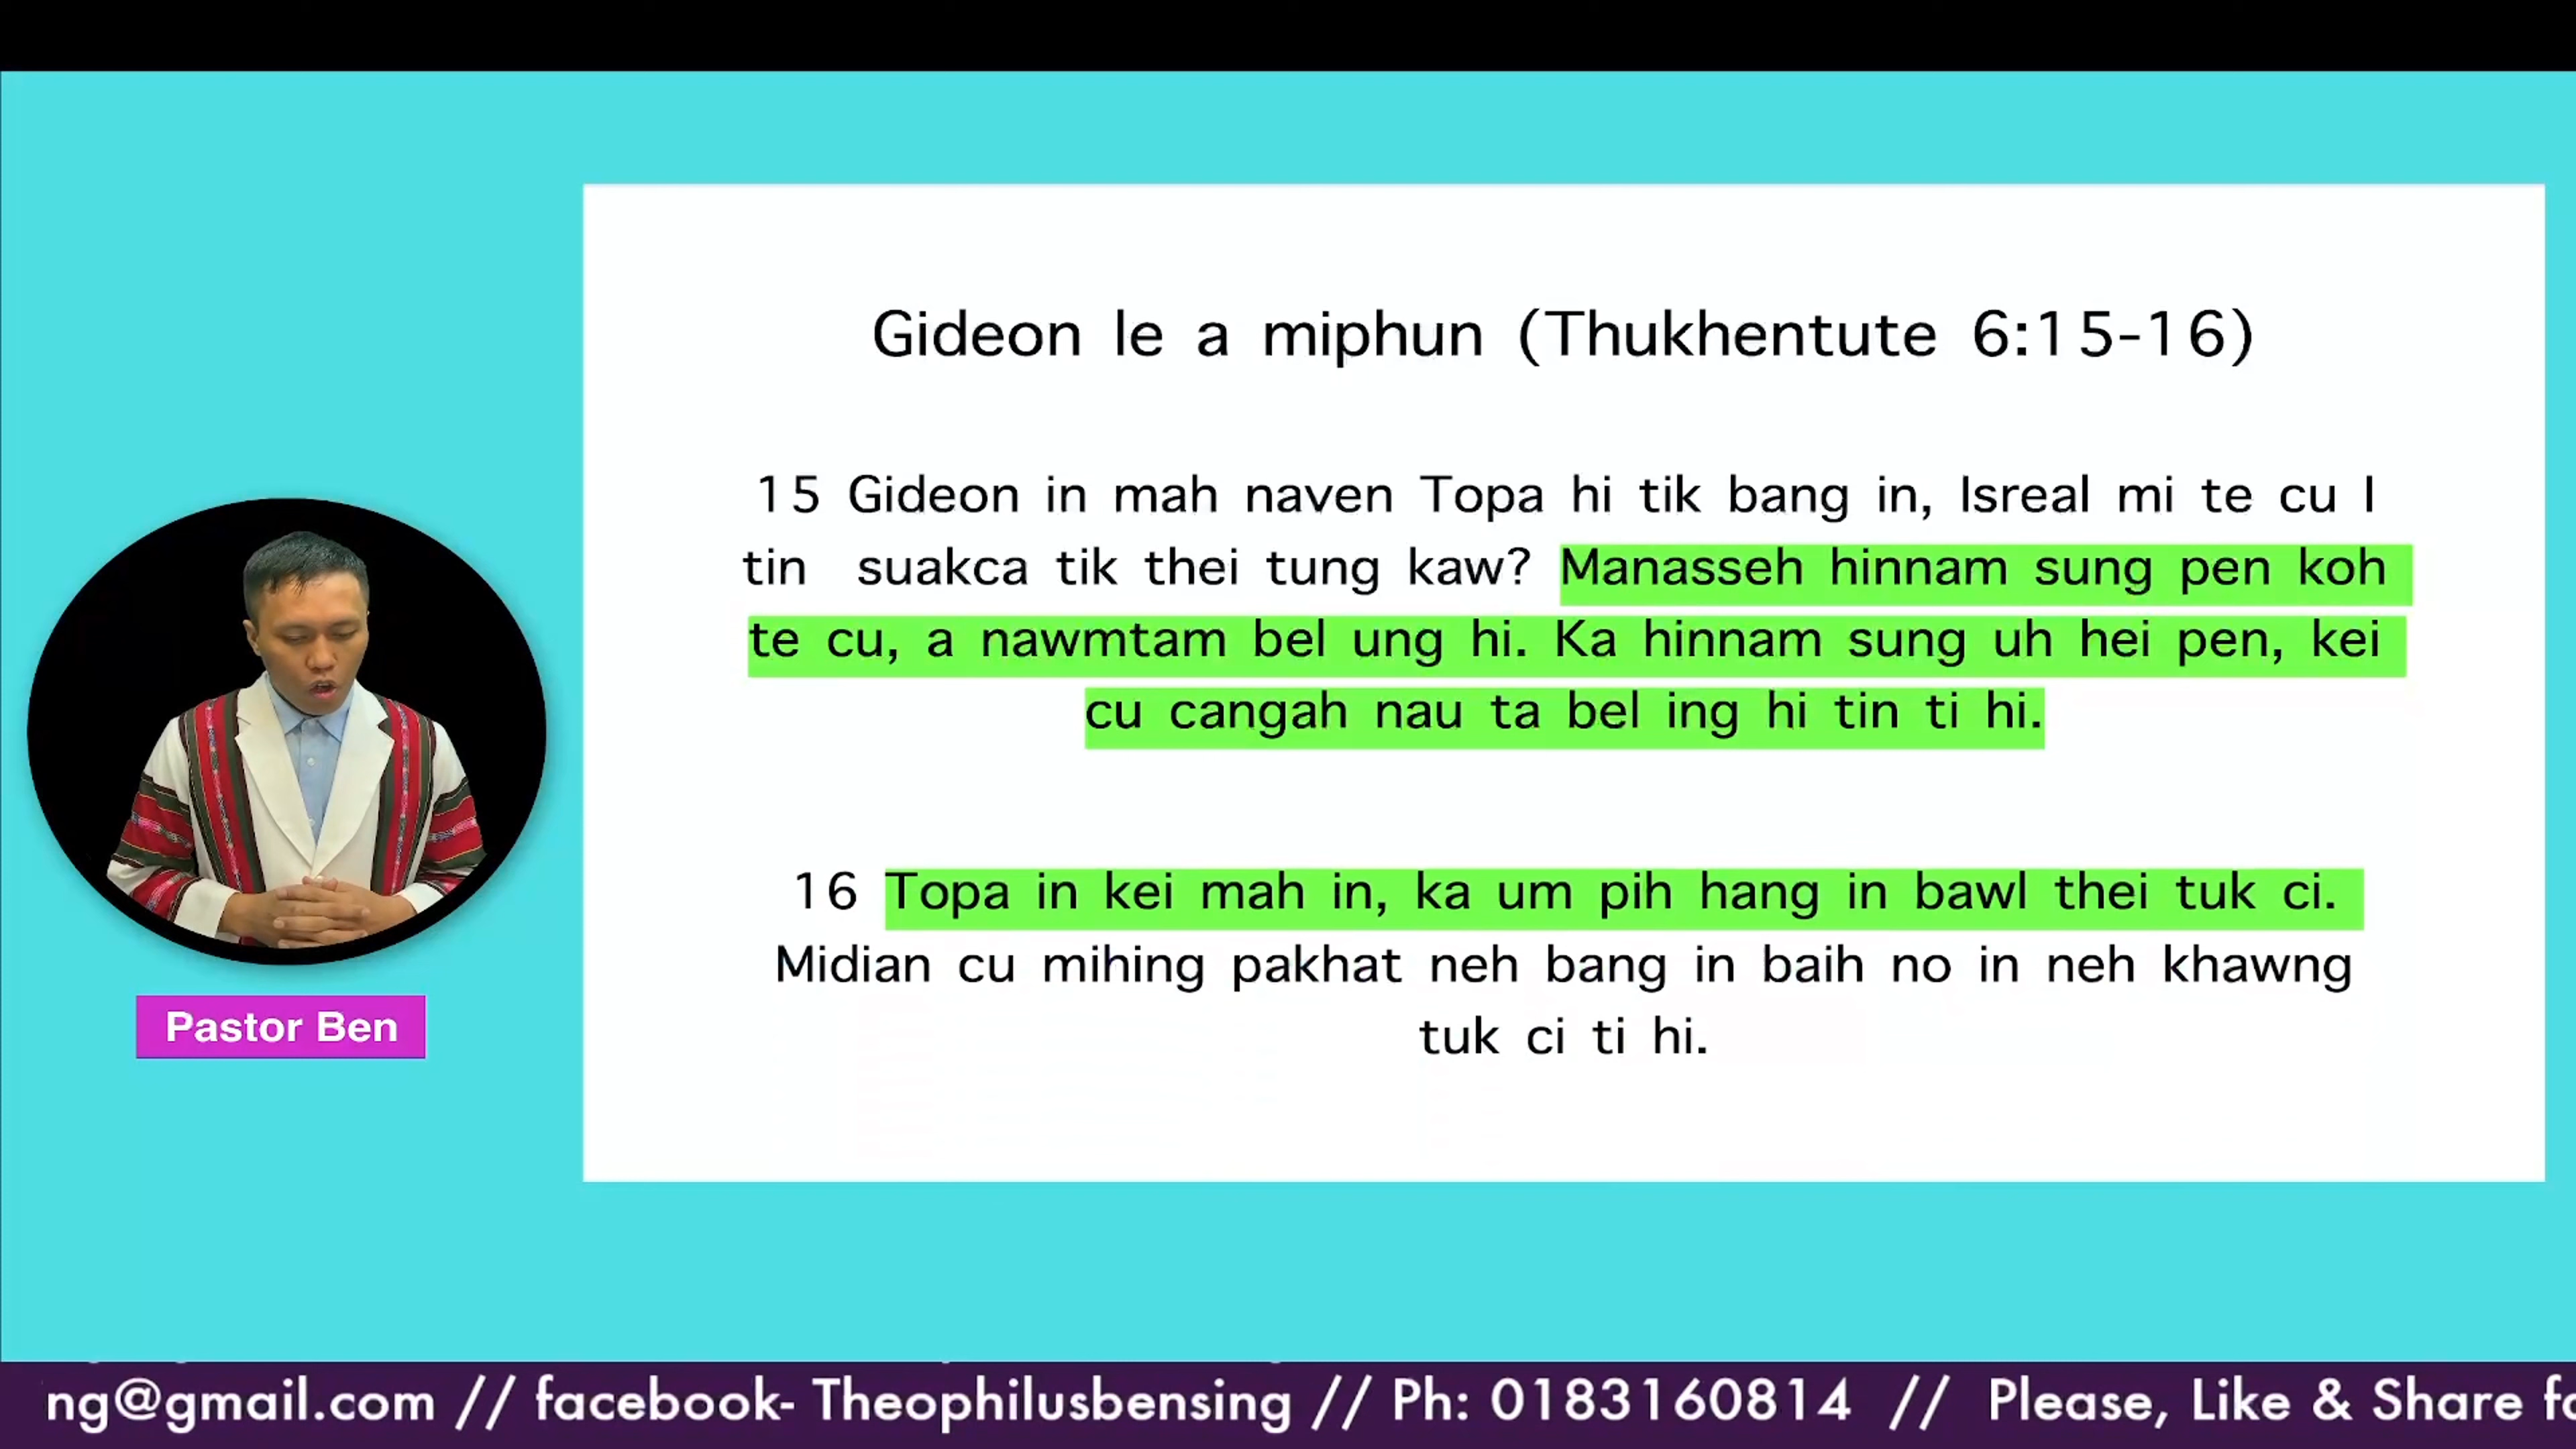 Gideon le a miphun (Thukhentute 6:15-16)
15 Gideon in mah naven Topa hi tik bang in, Isreal mi te cu I
tin suakca tik thei tung kaw? Manasseh hinnam sung pen koh
te cu, a nawmtam bel ung hi. Ka hinnam sung uh hei pen, kei
cu cangah nau ta bel ing hi tin ti hi.
16 Topa in kei mah in, ka um pih hang in bawl thei tuk ci.
Midian cu mihing pakhat neh bang in baih no in neh khawng
tuk ci ti hi.
Pastor Ben
ng@gmail.com // facebook- Theophilusbensing // Ph: 0183160814 // Please, Like & Share fo